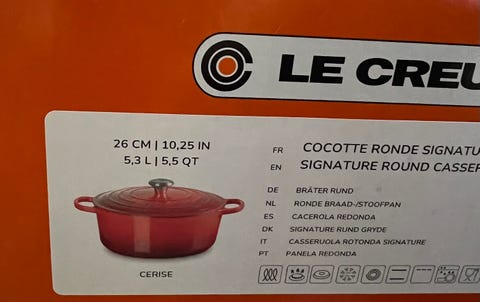 LE CREU
26 CM | 10,25 IN
5,3 L | 5,5 QT
CERISE
FR COCOTTE RONDE SIGNATU
EN SIGNATURE ROUND CASSER
DE BRÄTER RUND
NL RONDE BRAAD-/STOOFPAN
ES CACEROLA REDONDA
DK SIGNATURE RUND GRYDE
IT CASSERUOLA ROTONDA SIGNATURE
PT PANELA REDONDA